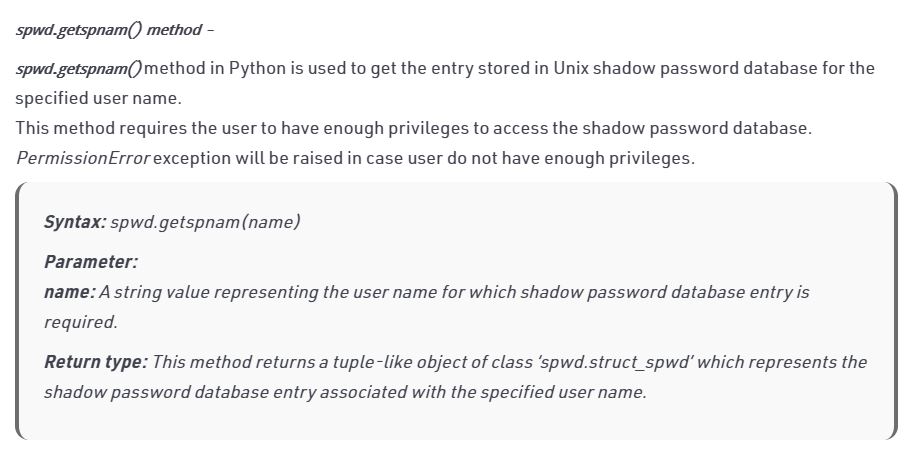 spwd.getspnam() method –
spwd.getspnam() method in Python is used to get the entry stored in Unix shadow password database for the
specified user name.
This method requires the user to have enough privileges to access the shadow password database.
PermissionError exception will be raised in case user do not have enough privileges.
Syntax: spwd.getspnam(name)
Parameter:
name: A string value representing the user name for which shadow password database entry is
required.
Return type: This method returns a tuple-like object of class ‘spwd.struct_spwd’ which represents the
shadow password database entry associated with the specified user name.